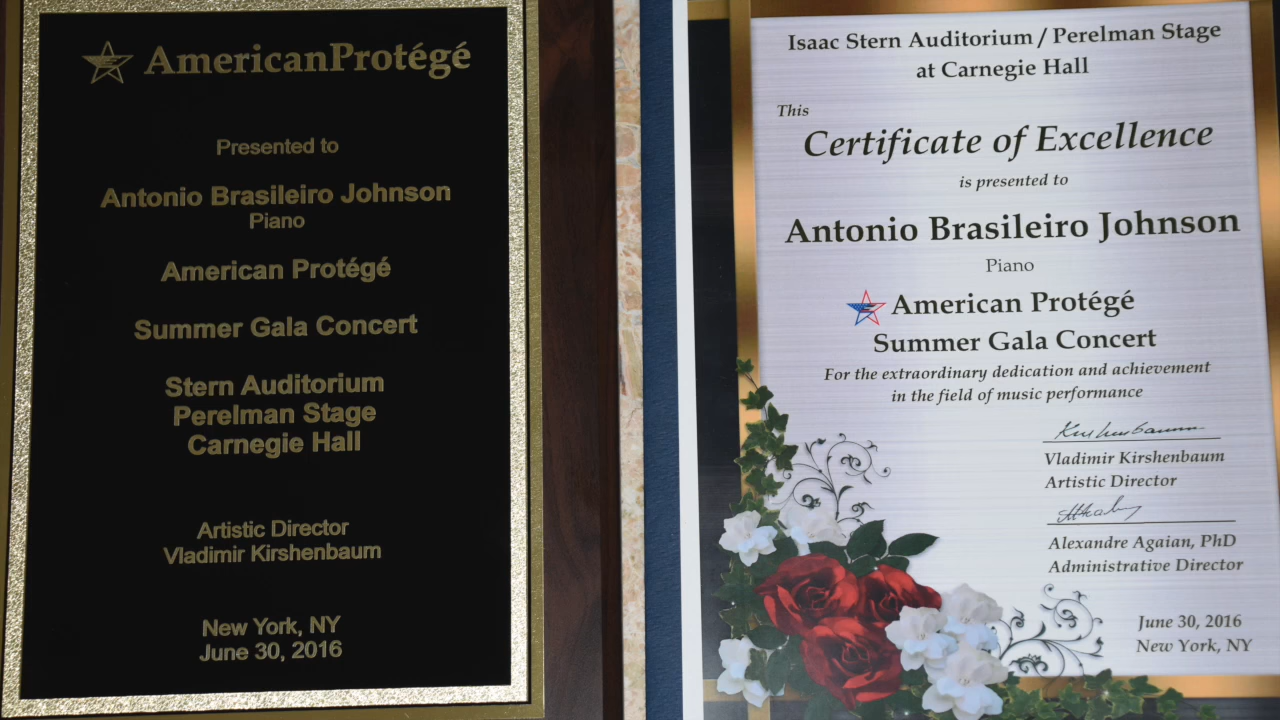 AmericanProtégé
Presented to
Antonio Brasileiro Johnson
Piano
American Protégé
Summer Gala Concert
Stern Auditorium
Perelman Stage
Carnegie Hall
Artistic Director
Vladimir Kirshenbaum
New York, NY
June 30, 2016
Isaac Stern Auditorium / Perelman Stage
at Carnegie Hall
This
Certificate of Excellence
is presented to
Antonio Brasileiro Johnson
Piano
American Protégé
Summer Gala Concert
For the extraordinary dedication and achievement
in the field of music performance
Vladimir Kirshenbaum
Artistic Director
Alexandre Agaian, PhD
Administrative Director
June 30, 2016
New York, NY